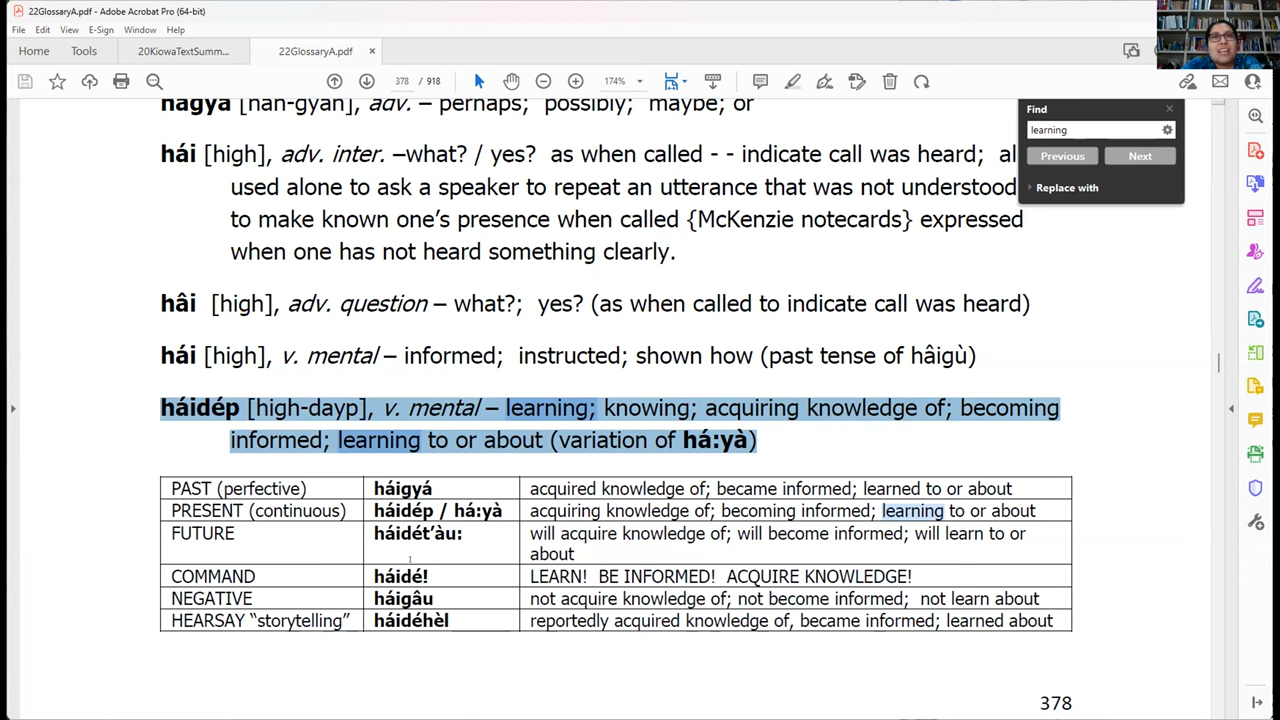 22GlossaryA.pdf - Adobe Acrobat Pro (64-bit)
File Edit View E-Sign Window Help
Home Tools 20KiowaTextSumm... 22GlossaryA.pdf ×
378 / 918 174%
hágyá [han-gyah], adv. – perhaps; possibly; maybe; or
hái [high], adv. inter. –what? / yes? as when called - - indicate call was heard; al
used alone to ask a speaker to repeat an utterance that was not understood
to make known one's presence when called {McKenzie notecards} expressed
when one has not heard something clearly.
hâi [high], adv. question – what?; yes? (as when called to indicate call was heard)
hái [high], v. mental – informed; instructed; shown how (past tense of hâigù)
háidép [high-dayp], v. mental – learning; knowing; acquiring knowledge of; becoming
informed; learning to or about (variation of há:yà)
PAST (perfective) háigyá acquired knowledge of; became informed; learned to or about
PRESENT (continuous) háidép / há:yà acquiring knowledge of; becoming informed; learning to or about
FUTURE háidét'àu: will acquire knowledge of; will become informed; will learn to or
about
COMMAND háidé! LEARN! BE INFORMED! ACQUIRE KNOWLEDGE!
NEGATIVE háigâu not acquire knowledge of; not become informed; not learn about
HEARSAY “storytelling” háidéhèl reportedly acquired knowledge of, became informed; learned about
378
Find
learning
Previous Next
Replace with